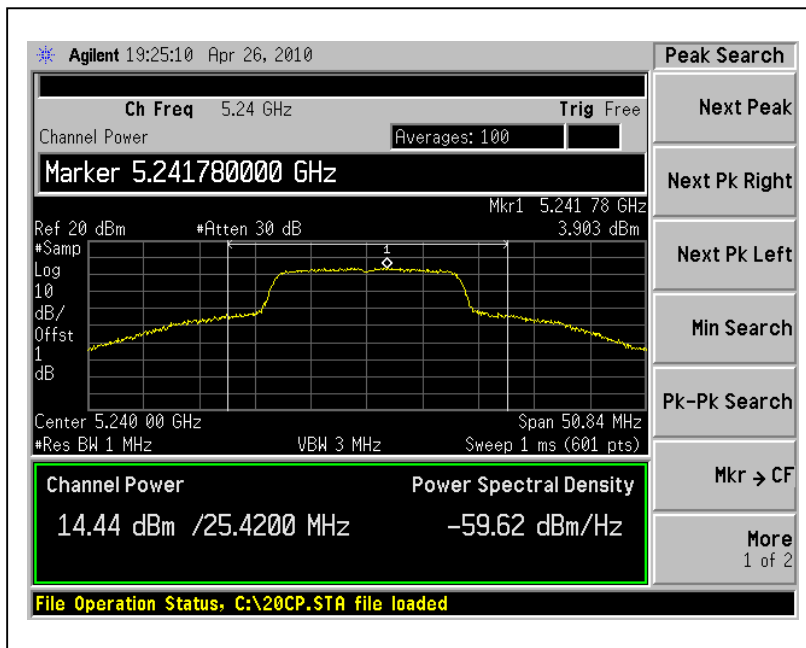 Agilent 19:25:10 Apr 26, 2010
Peak Search
Ch Freq 5.24 GHz Trig Free
Channel Power Averages: 100
Marker 5.241780000 GHz
Mkr1 5.241 78 GHz
Ref 20 dBm #Atten 30 dB 3.903 dBm
#Samp
Log
10
dB/
Offst
1
dB
1
Center 5.240 00 GHz Span 50.84 MHz
#Res BW 1 MHz VBW 3 MHz Sweep 1 ms (601 pts)
Channel Power Power Spectral Density
14.44 dBm /25.4200 MHz -59.62 dBm/Hz
File Operation Status, C:\20CP.STA file loaded
Next Peak
Next Pk Right
Next Pk Left
Min Search
Pk-Pk Search
Mkr → CF
More
1 of 2